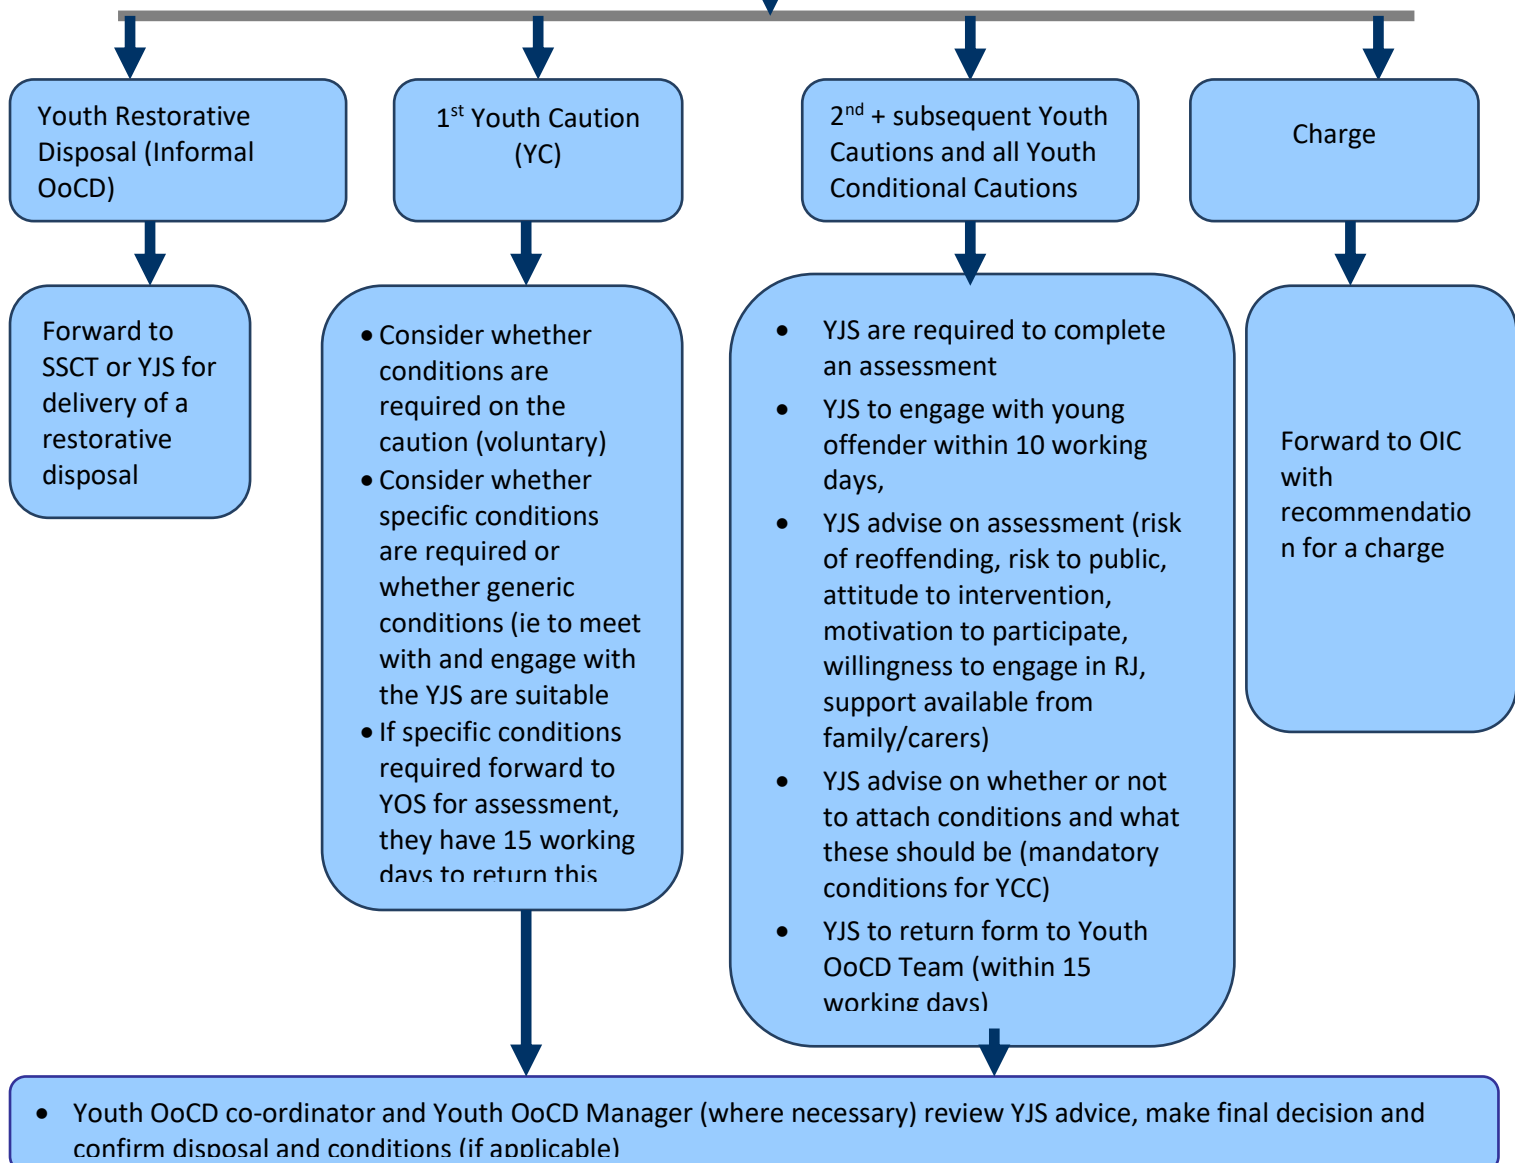 Youth Restorative
Disposal (Informal
OoCD)
1st Youth Caution
(YC)
2nd + subsequent Youth
Cautions and all Youth
Conditional Cautions
Charge
Forward to
SSCT or YJS for
delivery of a
restorative
disposal
• Consider whether
conditions are
required on the
caution (voluntary)
• Consider whether
specific conditions
are required or
whether generic
conditions (ie to meet
with and engage with
the YJS are suitable
• If specific conditions
required forward to
YOS for assessment,
they have 15 working
days to return this
• YJS are required to complete
an assessment
• YJS to engage with young
offender within 10 working
days,
• YJS advise on assessment (risk
of reoffending, risk to public,
attitude to intervention,
motivation to participate,
willingness to engage in RJ,
support available from
family/carers)
• YJS advise on whether or not
to attach conditions and what
these should be (mandatory
conditions for YCC)
• YJS to return form to Youth
OoCD Team (within 15
working days)
Forward to OIC
with
recommendatio
n for a charge
• Youth OoCD co-ordinator and Youth OoCD Manager (where necessary) review YJS advice, make final decision and
confirm disposal and conditions (if applicable)